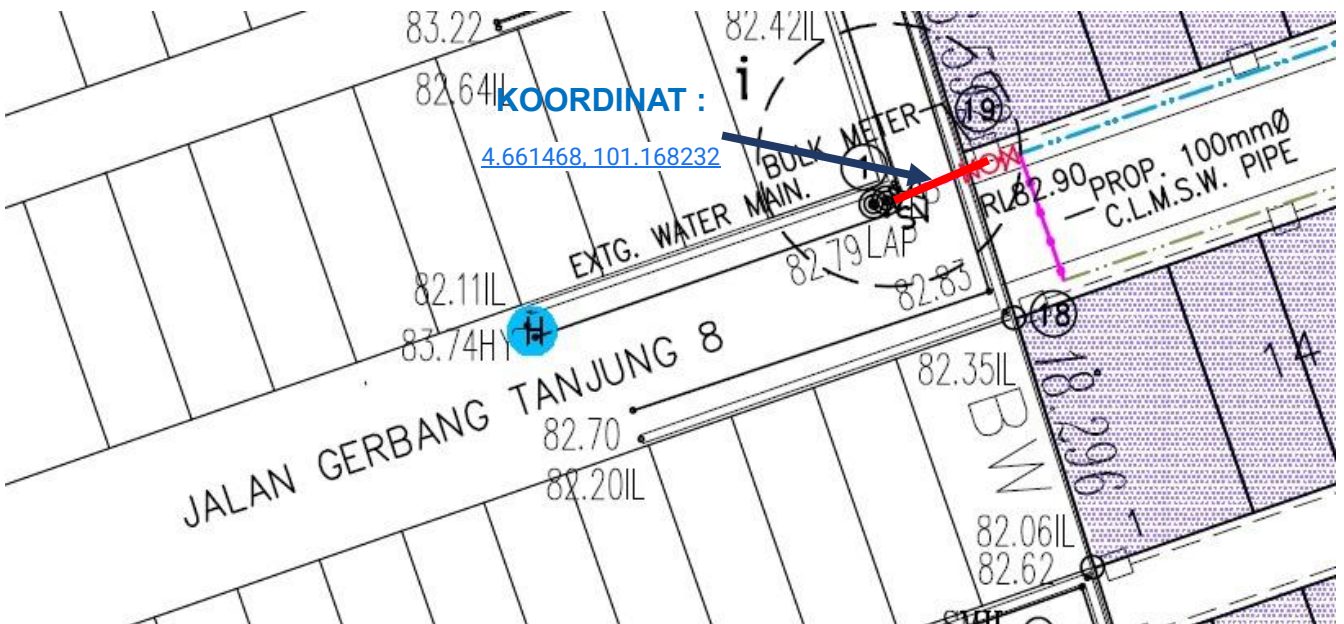 83.22
82.42IL
82.64IL
i
KOORDINAT :
4.661468, 101.168232
BULK METER
19
1
EXTG. WATER MAIN.
RL82.90
PROP. 100mmØ
C.L.M.S.W. PIPE
82.79 LAP
82.83
82.11IL
83.74HY
H
18
JALAN GERBANG TANJUNG 8
82.35IL
14
82.70
82.20IL
BW
18.296
1
82.06IL
82.62